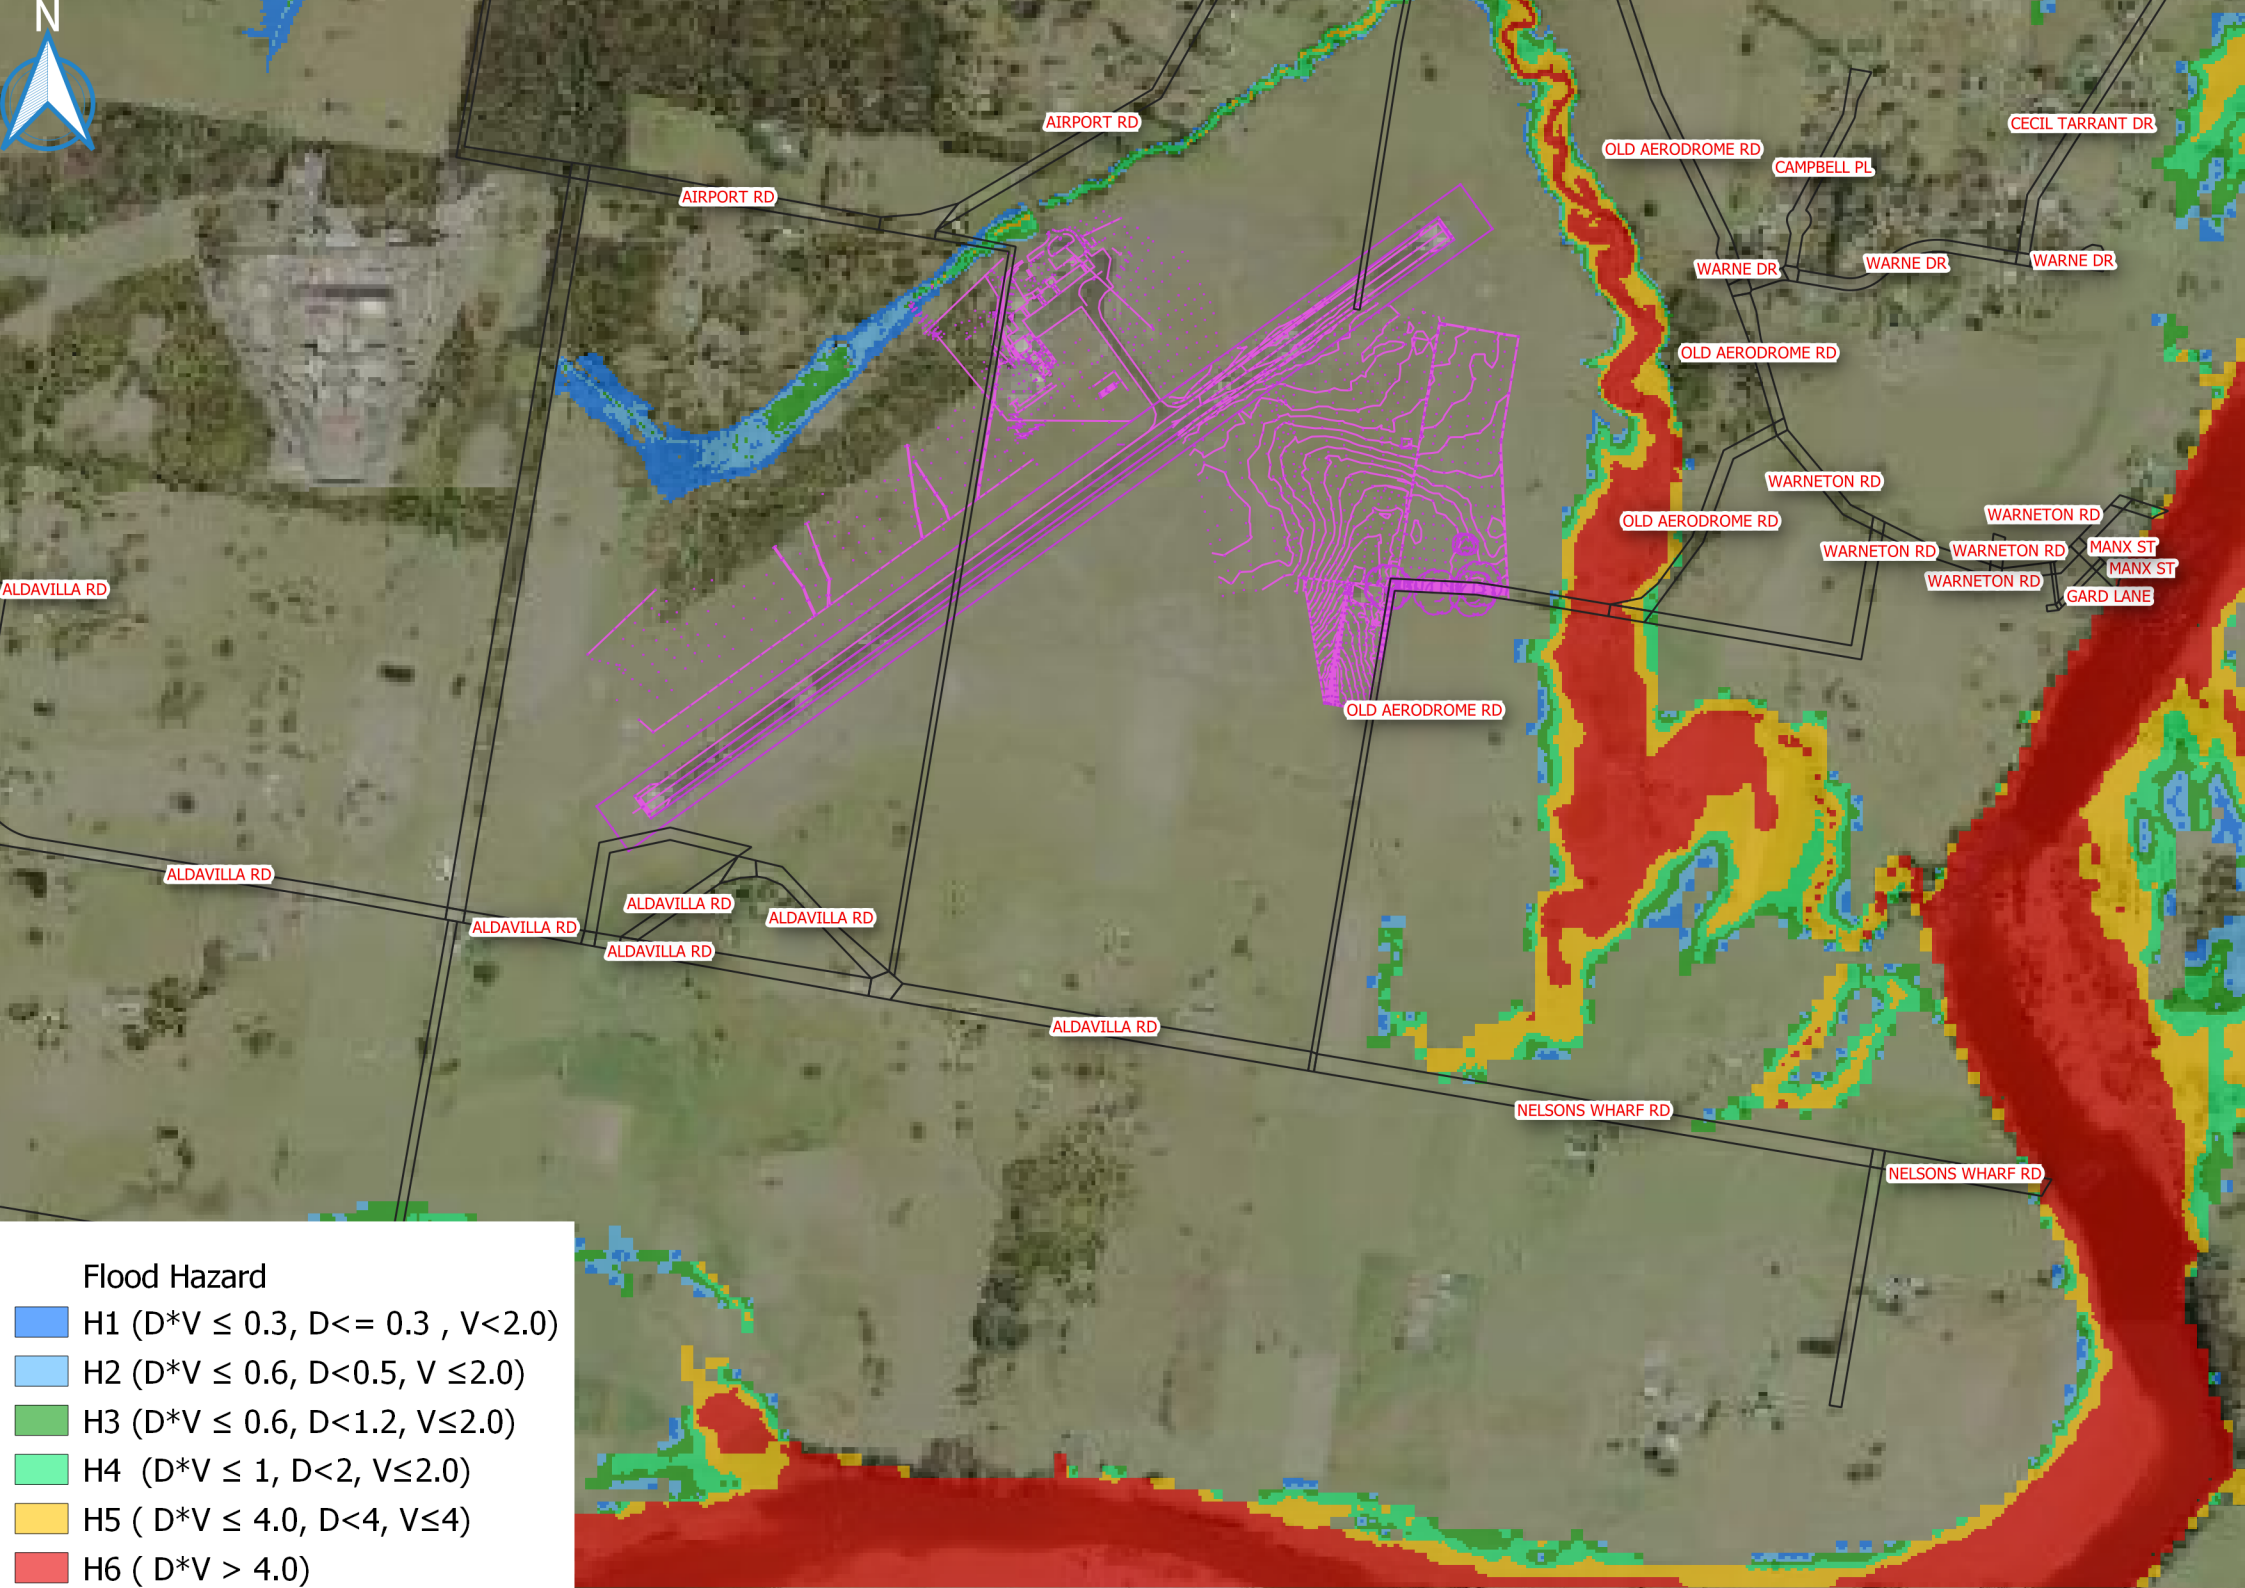 N
AIRPORT RD
CECIL TARRANT DR
OLD AERODROME RD
CAMPBELL PL
AIRPORT RD
WARNE DR
WARNE DR
WARNE DR
OLD AERODROME RD
WARNETON RD
WARNETON RD
OLD AERODROME RD
WARNETON RD
WARNETON RD
MANX ST
MANX ST
WARNETON RD
ALDAVILLA RD
GARD LANE
OLD AERODROME RD
ALDAVILLA RD
ALDAVILLA RD
ALDAVILLA RD
ALDAVILLA RD
ALDAVILLA RD
ALDAVILLA RD
NELSONS WHARF RD
NELSONS WHARF RD
Flood Hazard
H1 (D*V ≤ 0.3, D<= 0.3 , V<2.0)
H2 (D*V ≤ 0.6, D<0.5, V ≤2.0)
H3 (D*V ≤ 0.6, D<1.2, V≤2.0)
H4  (D*V ≤ 1, D<2, V≤2.0)
H5 ( D*V ≤ 4.0, D<4, V≤4)
H6 ( D*V > 4.0)